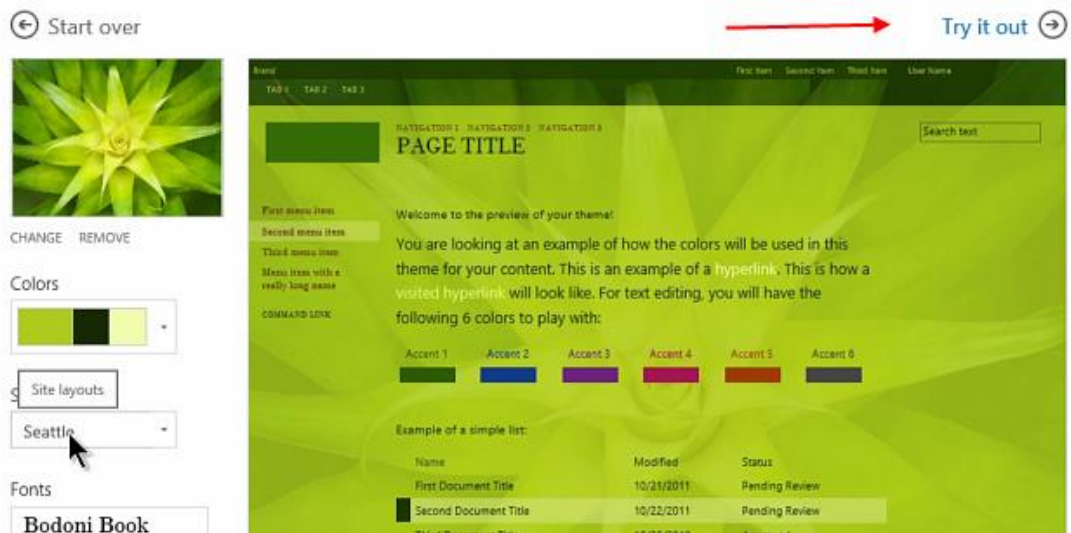 Start over
Try it out
Brand
First Item Second Item Third Item User Name
TAB 1 TAB 2 TAB 3
NAVIGATION 1 NAVIGATION 2 NAVIGATION 3
PAGE TITLE
Search text
CHANGE REMOVE
Colors
Site layouts
Seattle
Fonts
Bodoni Book
First menu item
Second menu item
Third menu item
Menu item with a
really long name
COMMAND LINK
Welcome to the preview of your theme!
You are looking at an example of how the colors will be used in this
theme for your content. This is an example of a hyperlink. This is how a
visited hyperlink will look like. For text editing, you will have the
following 6 colors to play with:
Accent 1 Accent 2 Accent 3 Accent 4 Accent 5 Accent 6
Example of a simple list:
Name Modified Status
First Document Title 10/21/2011 Pending Review
Second Document Title 10/22/2011 Pending Review